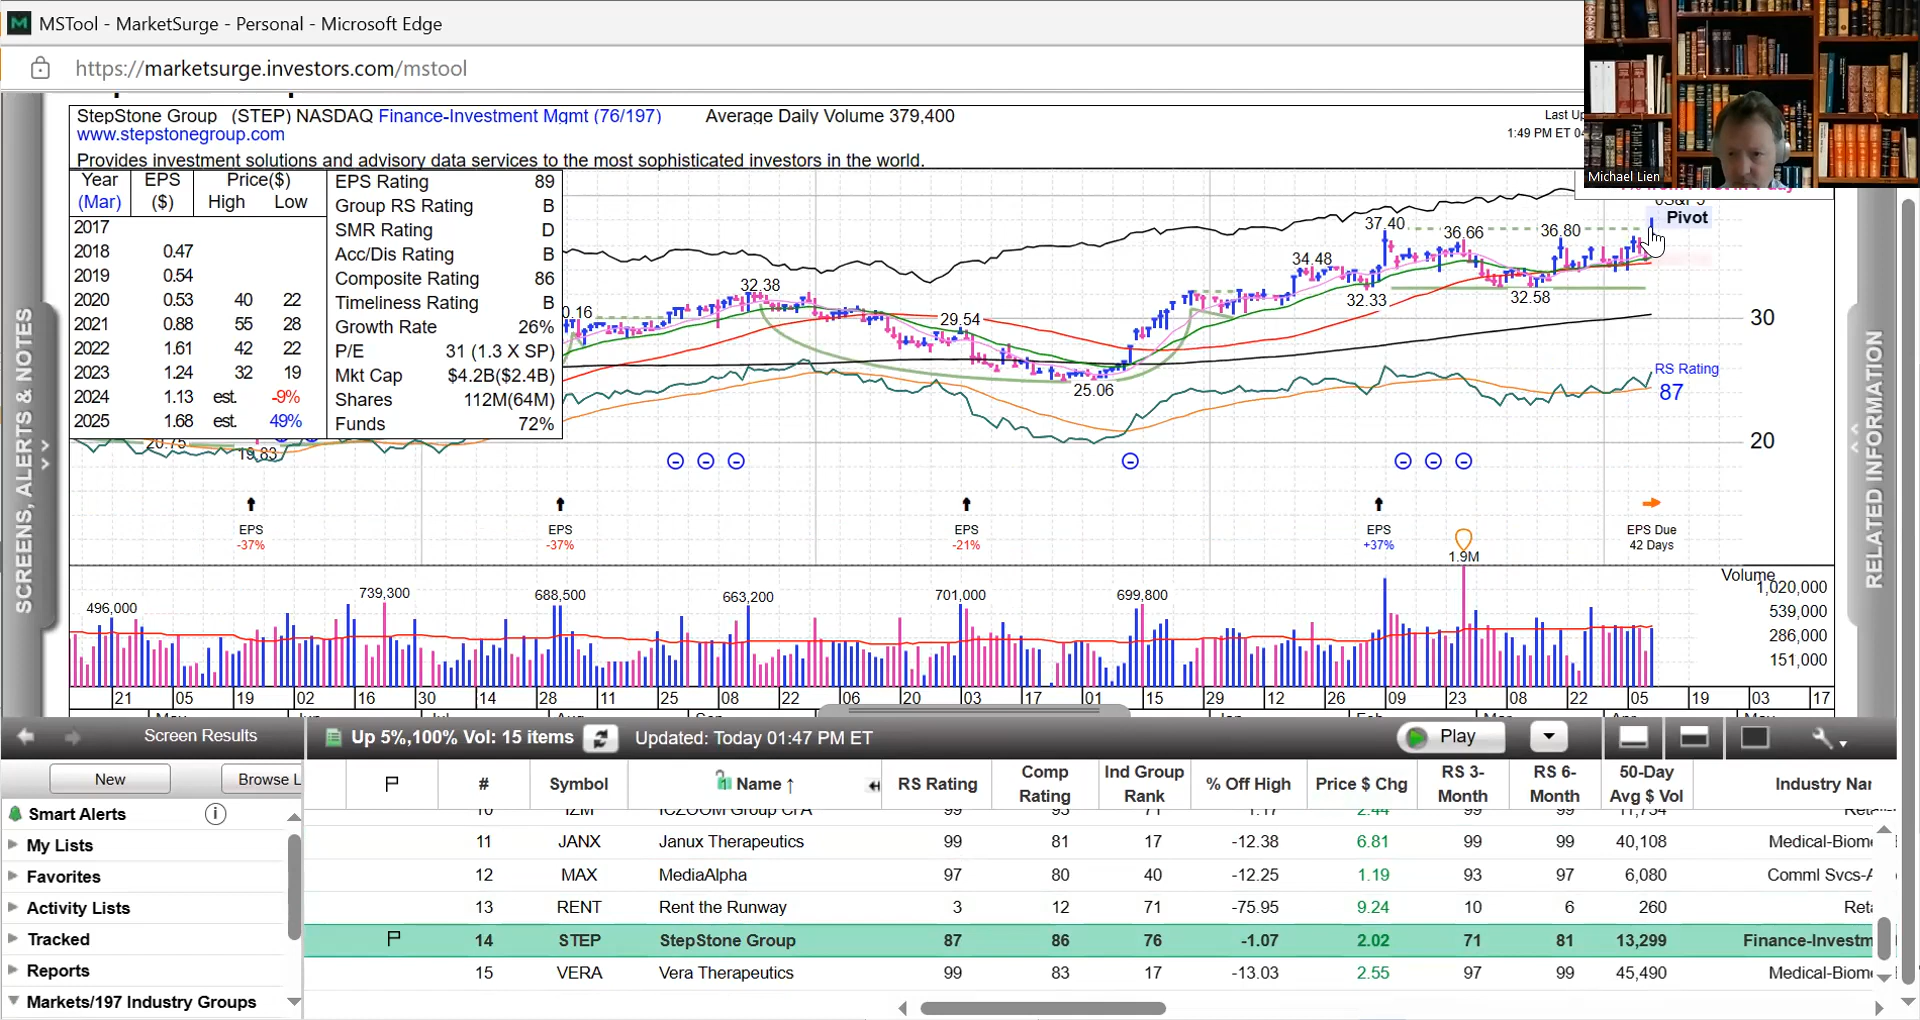 MSTool - MarketSurge - Personal - Microsoft Edge
https://marketsurge.investors.com/mstool
Michael Lien
StepStone Group (STEP) NASDAQ Finance-Investment Mgmt (76/197) Average Daily Volume 379,400
www.stepstonegroup.com
Provides investment solutions and advisory data services to the most sophisticated investors in the world.
1:49 PM ET
Year EPS Price($)
(Mar) ($) High Low
2017
2018 0.47
2019 0.54
2020 0.53 40 22
2021 0.88 55 28
2022 1.61 42 22
2023 1.24 32 19
2024 1.13 est. -9%
2025 1.68 est. 49%
EPS Rating 89
Group RS Rating B
SMR Rating D
Acc/Dis Rating B
Composite Rating 86
Timeliness Rating B
Growth Rate 26%
P/E 31 (1.3 X SP)
Mkt Cap $4.2B($2.4B)
Shares 112M(64M)
Funds 72%
Pivot
37.40 36.66 36.80
34.48
32.38 32.33 32.58
29.54
25.06
20.75
19.83
30
RS Rating
87
20
EPS EPS EPS EPS EPS Due
-37% -37% -21% +37% 42 Days
1.9M
Volume
496,000 739,300 688,500 663,200 701,000 699,800
1,020,000
539,000
286,000
151,000
21 05 19 02 16 30 14 28 11 25 08 22 06 20 03 17 01 15 29 12 26 09 23 08 22 05 19 03 17
SCREENS, ALERTS & NOTES
RELATED INFORMATION
Screen Results
Up 5%,100% Vol: 15 items Updated: Today 01:47 PM ET Play
New Browse L
Smart Alerts
My Lists
Favorites
Activity Lists
Tracked
Reports
Markets/197 Industry Groups
# Symbol Name RS Rating Comp Rating Ind Group Rank % Off High Price $ Chg RS 3-Month RS 6-Month 50-Day Avg $ Vol Industry Nar
11 JANX Janux Therapeutics 99 81 17 -12.38 6.81 99 99 40,108 Medical-Biom
12 MAX MediaAlpha 97 80 40 -12.25 1.19 93 97 6,080 Comml Svcs-A
13 RENT Rent the Runway 3 12 71 -75.95 9.24 10 6 260 Reta
14 STEP StepStone Group 87 86 76 -1.07 2.02 71 81 13,299 Finance-Investm
15 VERA Vera Therapeutics 99 83 17 -13.03 2.55 97 99 45,490 Medical-Biom